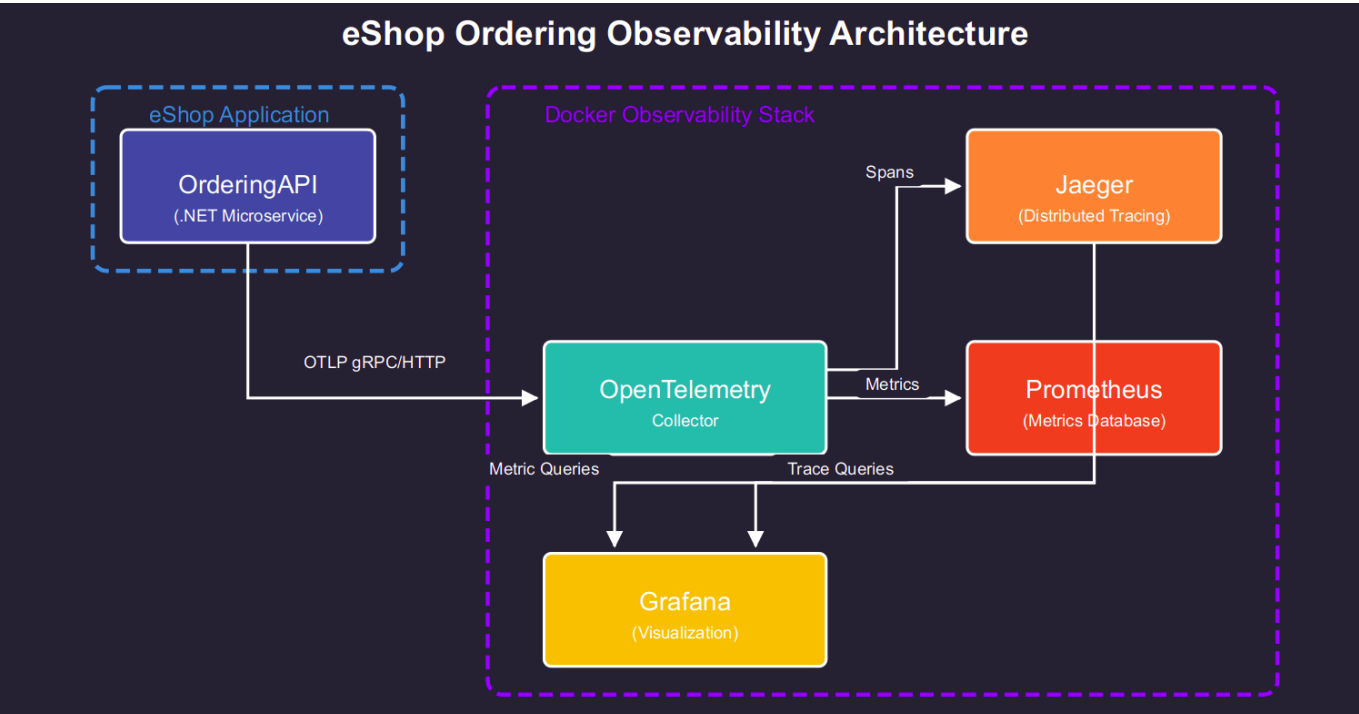 eShop Ordering Observability Architecture
eShop Application
Docker Observability Stack
OrderingAPI
(.NET Microservice)
Spans
Jaeger
(Distributed Tracing)
OTLP gRPC/HTTP
OpenTelemetry
Collector
Metrics
Prometheus
(Metrics Database)
Metric Queries
Trace Queries
Grafana
(Visualization)